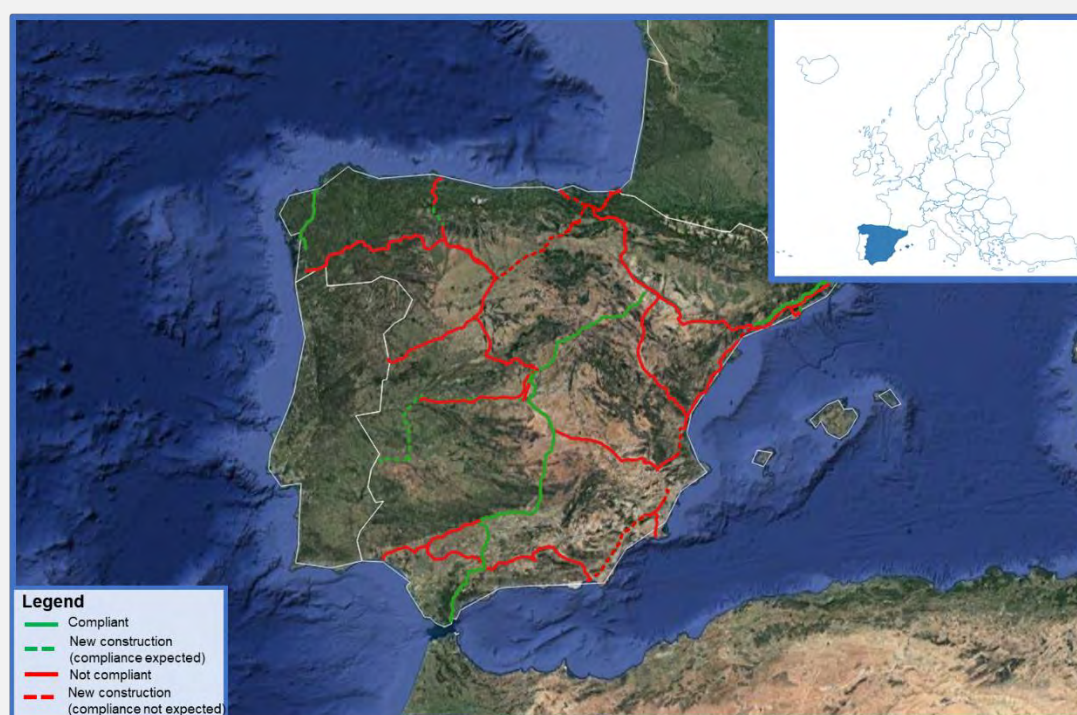 Legend
Compliant
New construction
(compliance expected)
Not compliant
New construction
(compliance not expected)